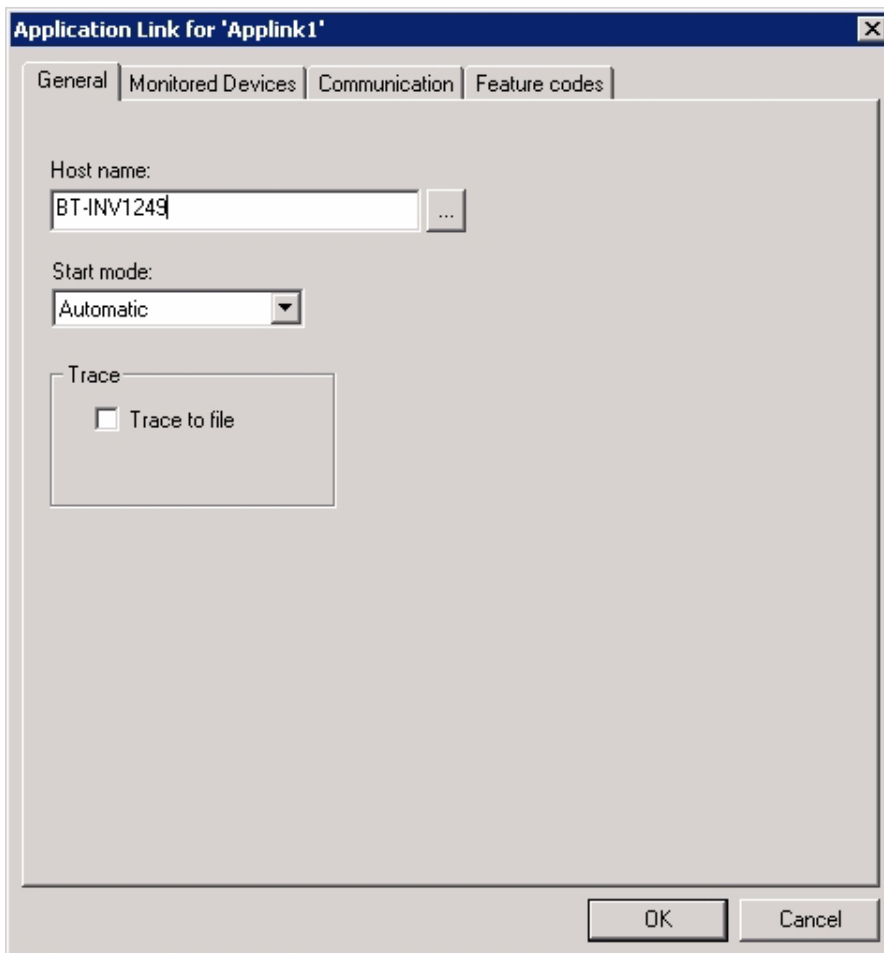 Application Link for 'Applink1'
General Monitored Devices Communication Feature codes
Host name:
BT-INV1249
...
Start mode:
Automatic
Trace
Trace to file
OK Cancel